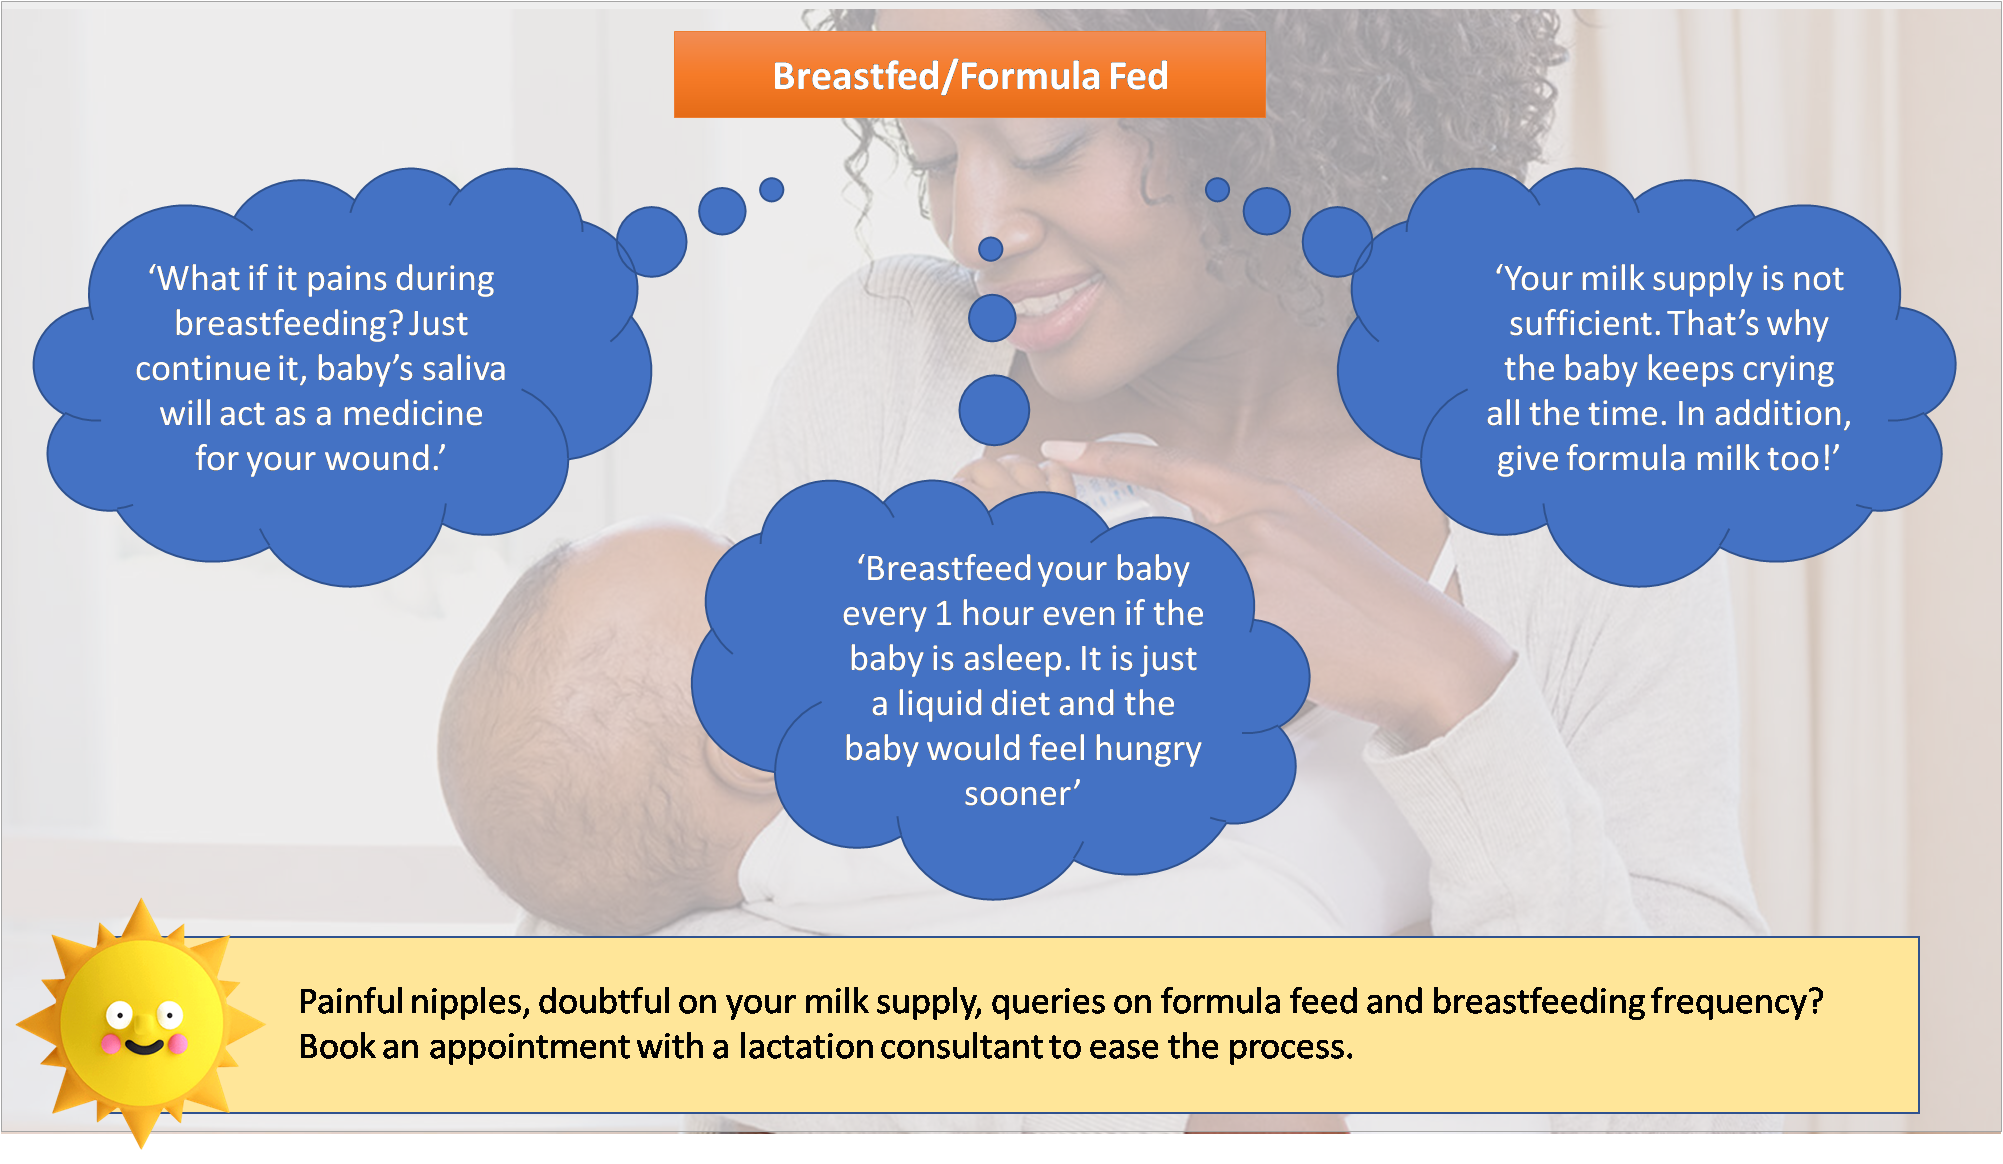 Breastfed/Formula Fed
‘What if it pains during
breastfeeding? Just
continue it, baby’s saliva
will act as a medicine
for your wound.’
‘Breastfeed your baby
every 1 hour even if the
baby is asleep. It is just
a liquid diet and the
baby would feel hungry
sooner’
‘Your milk supply is not
sufficient. That’s why
the baby keeps crying
all the time. In addition,
give formula milk too!’
Painful nipples, doubtful on your milk supply, queries on formula feed and breastfeeding frequency?
Book an appointment with a lactation consultant to ease the process.